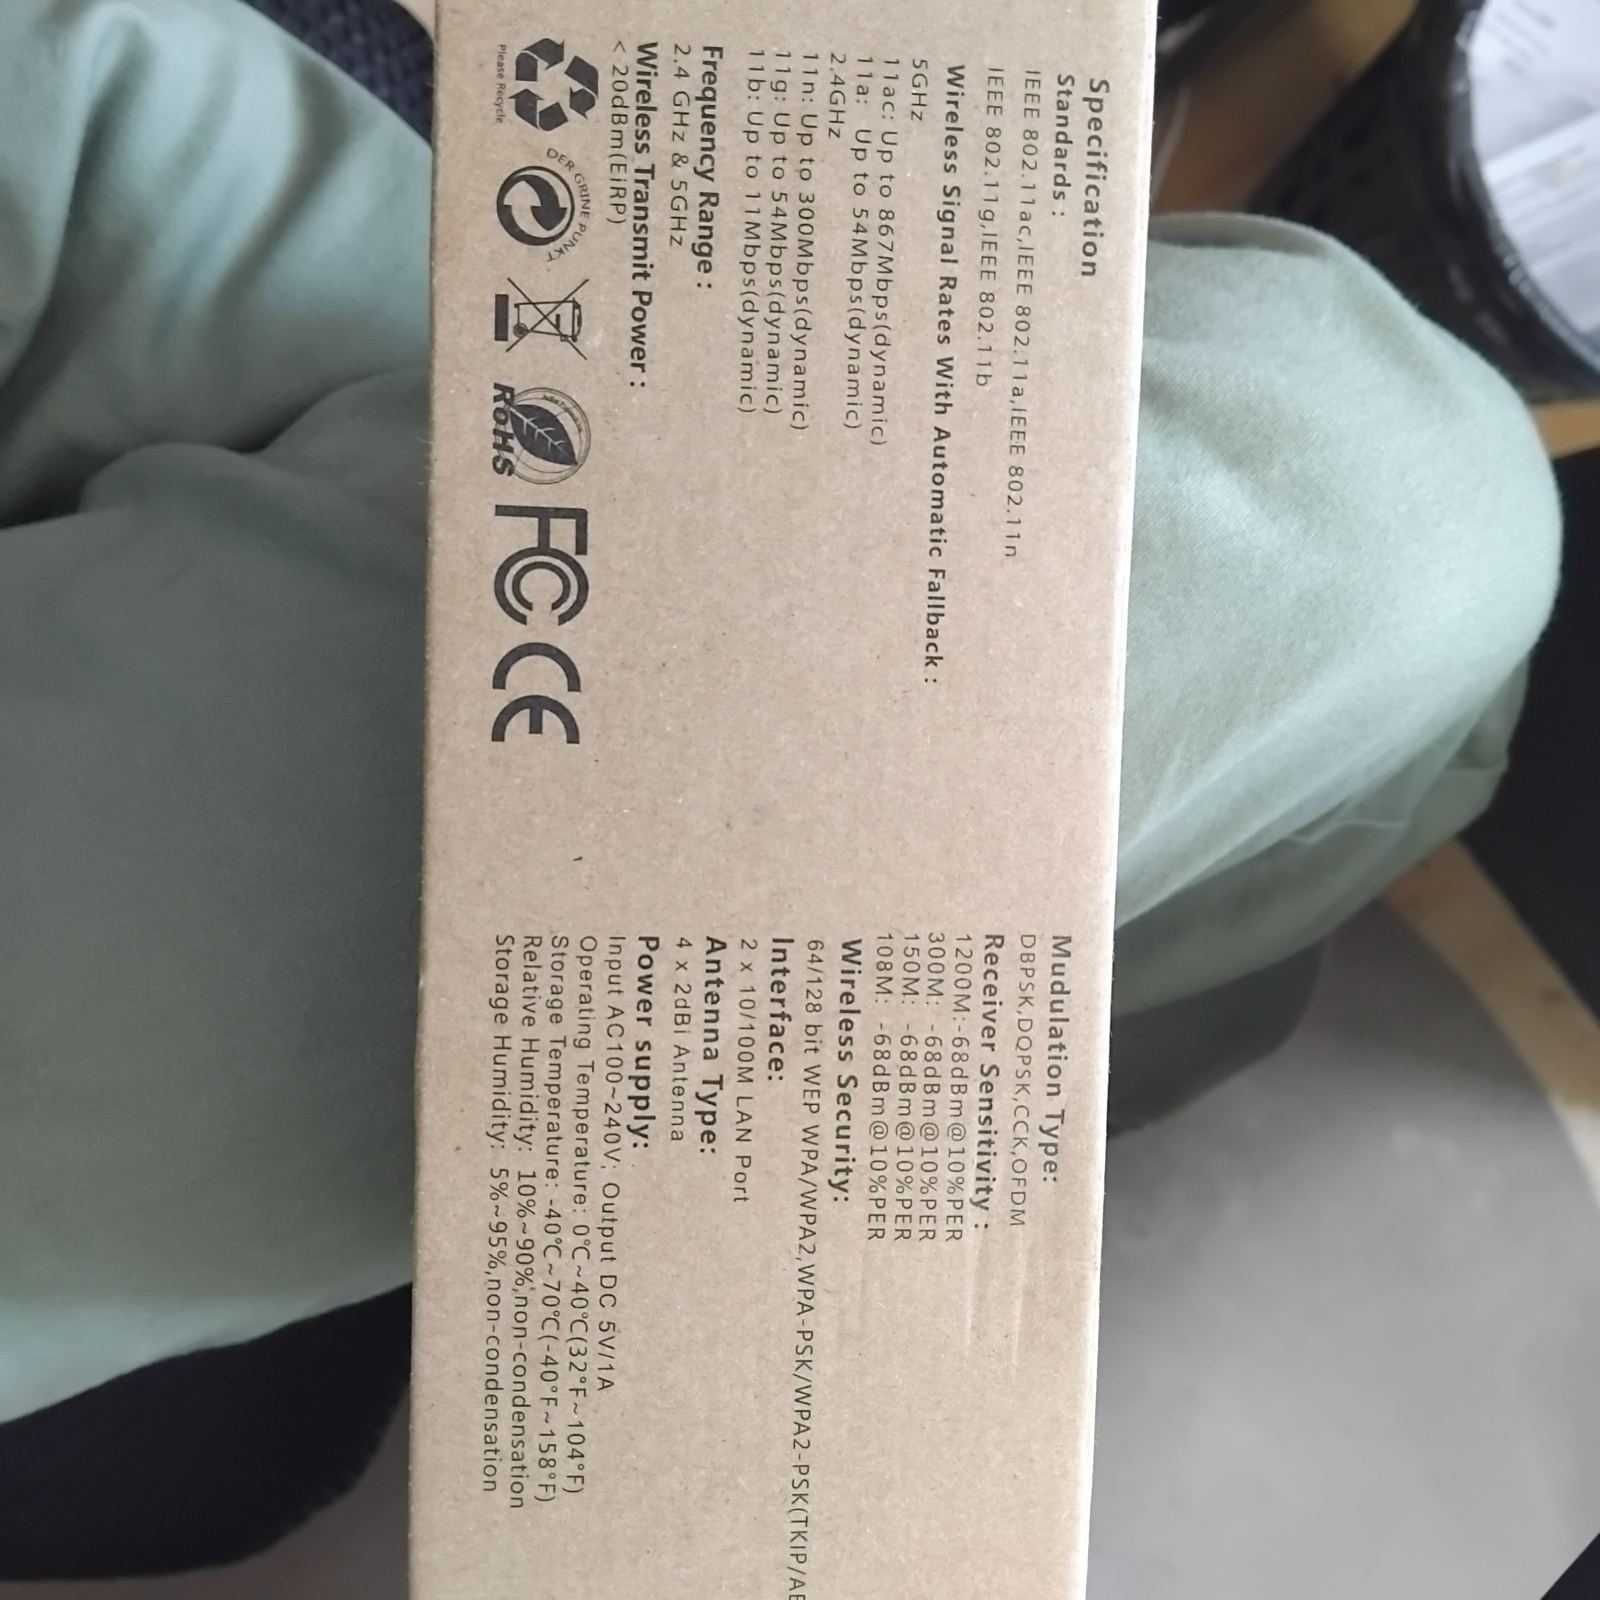 Specification
Standards :
IEEE 802.11ac,IEEE 802.11a,IEEE 802.11n
IEEE 802.11g,IEEE 802.11b
Wireless Signal Rates With Automatic Fallback :
5GHz
11ac: Up to 867Mbps(dynamic)
11a: Up to 54Mbps(dynamic)
2.4GHz
11n: Up to 300Mbps(dynamic)
11g: Up to 54Mbps(dynamic)
11b: Up to 11Mbps(dynamic)
Frequency Range :
2.4 GHz & 5GHz
Wireless Transmit Power :
< 20dBm(EiRP)
Please Recycle
DER GRINE PUNKT
RoHS
FC CE
Mudulation Type:
DBPSK,DQPSK,CCK,OFDM
Receiver Sensitivity :
1200M:-68dBm@10%PER
300M: -68dBm@10%PER
150M: -68dBm@10%PER
108M: -68dBm@10%PER
Wireless Security:
64/128 bit WEP WPA/WPA2,WPA-PSK/WPA2-PSK(TKIP/AE
Interface:
2 x 10/100M LAN Port
Antenna Type:
4 x 2dBi Antenna
Power supply:
Input AC100~240V; Output DC 5V/1A
Operating Temperature: 0℃~40℃(32°F~104°F)
Storage Temperature: -40℃~70℃(-40°F~158°F)
Relative Humidity: 10%~90%,non-condensation
Storage Humidity: 5%~95%,non-condensation